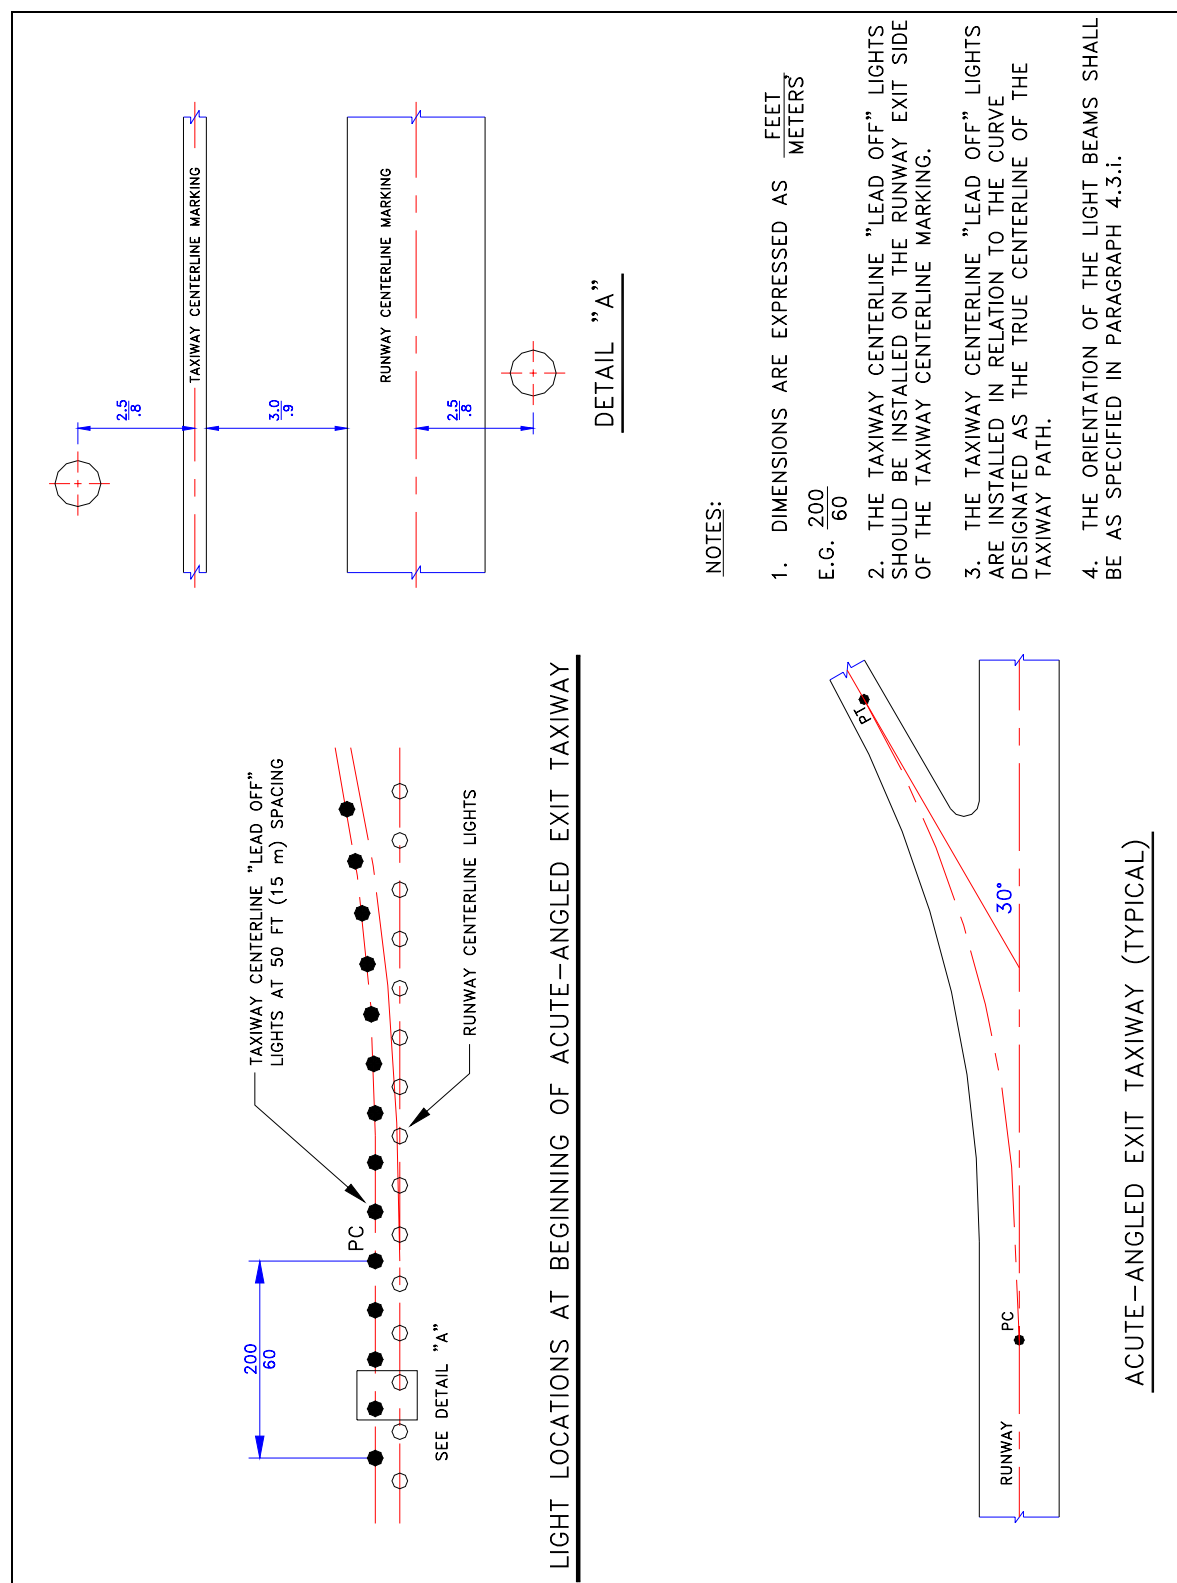 TAXIWAY CENTERLINE "LEAD OFF"
LIGHTS AT 50 FT (15 m) SPACING
200
60
PC
SEE DETAIL "A"
RUNWAY CENTERLINE LIGHTS
LIGHT LOCATIONS AT BEGINNING OF ACUTE-ANGLED EXIT TAXIWAY
2.5
.8
TAXIWAY CENTERLINE MARKING
3.0
.9
RUNWAY CENTERLINE MARKING
2.5
.8
DETAIL "A"
RUNWAY
PC
30°
PT
ACUTE-ANGLED EXIT TAXIWAY (TYPICAL)
NOTES:
1. DIMENSIONS ARE EXPRESSED AS FEET
METERS,
E.G. 200
60
2. THE TAXIWAY CENTERLINE "LEAD OFF" LIGHTS
SHOULD BE INSTALLED ON THE RUNWAY EXIT SIDE
OF THE TAXIWAY CENTERLINE MARKING.
3. THE TAXIWAY CENTERLINE "LEAD OFF" LIGHTS
ARE INSTALLED IN RELATION TO THE CURVE
DESIGNATED AS THE TRUE CENTERLINE OF THE
TAXIWAY PATH.
4. THE ORIENTATION OF THE LIGHT BEAMS SHALL
BE AS SPECIFIED IN PARAGRAPH 4.3.i.